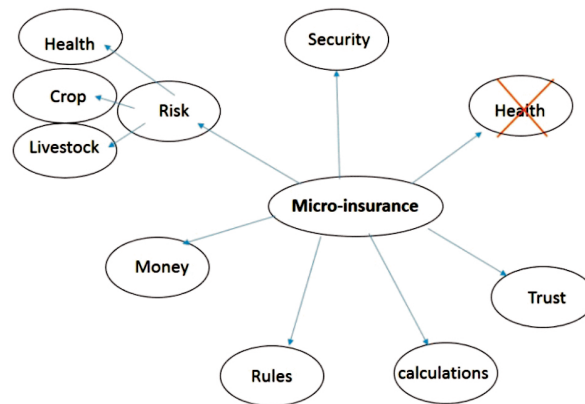 Security
Health
Crop
Risk
Health
Livestock
Micro-insurance
Money
Trust
Rules
calculations